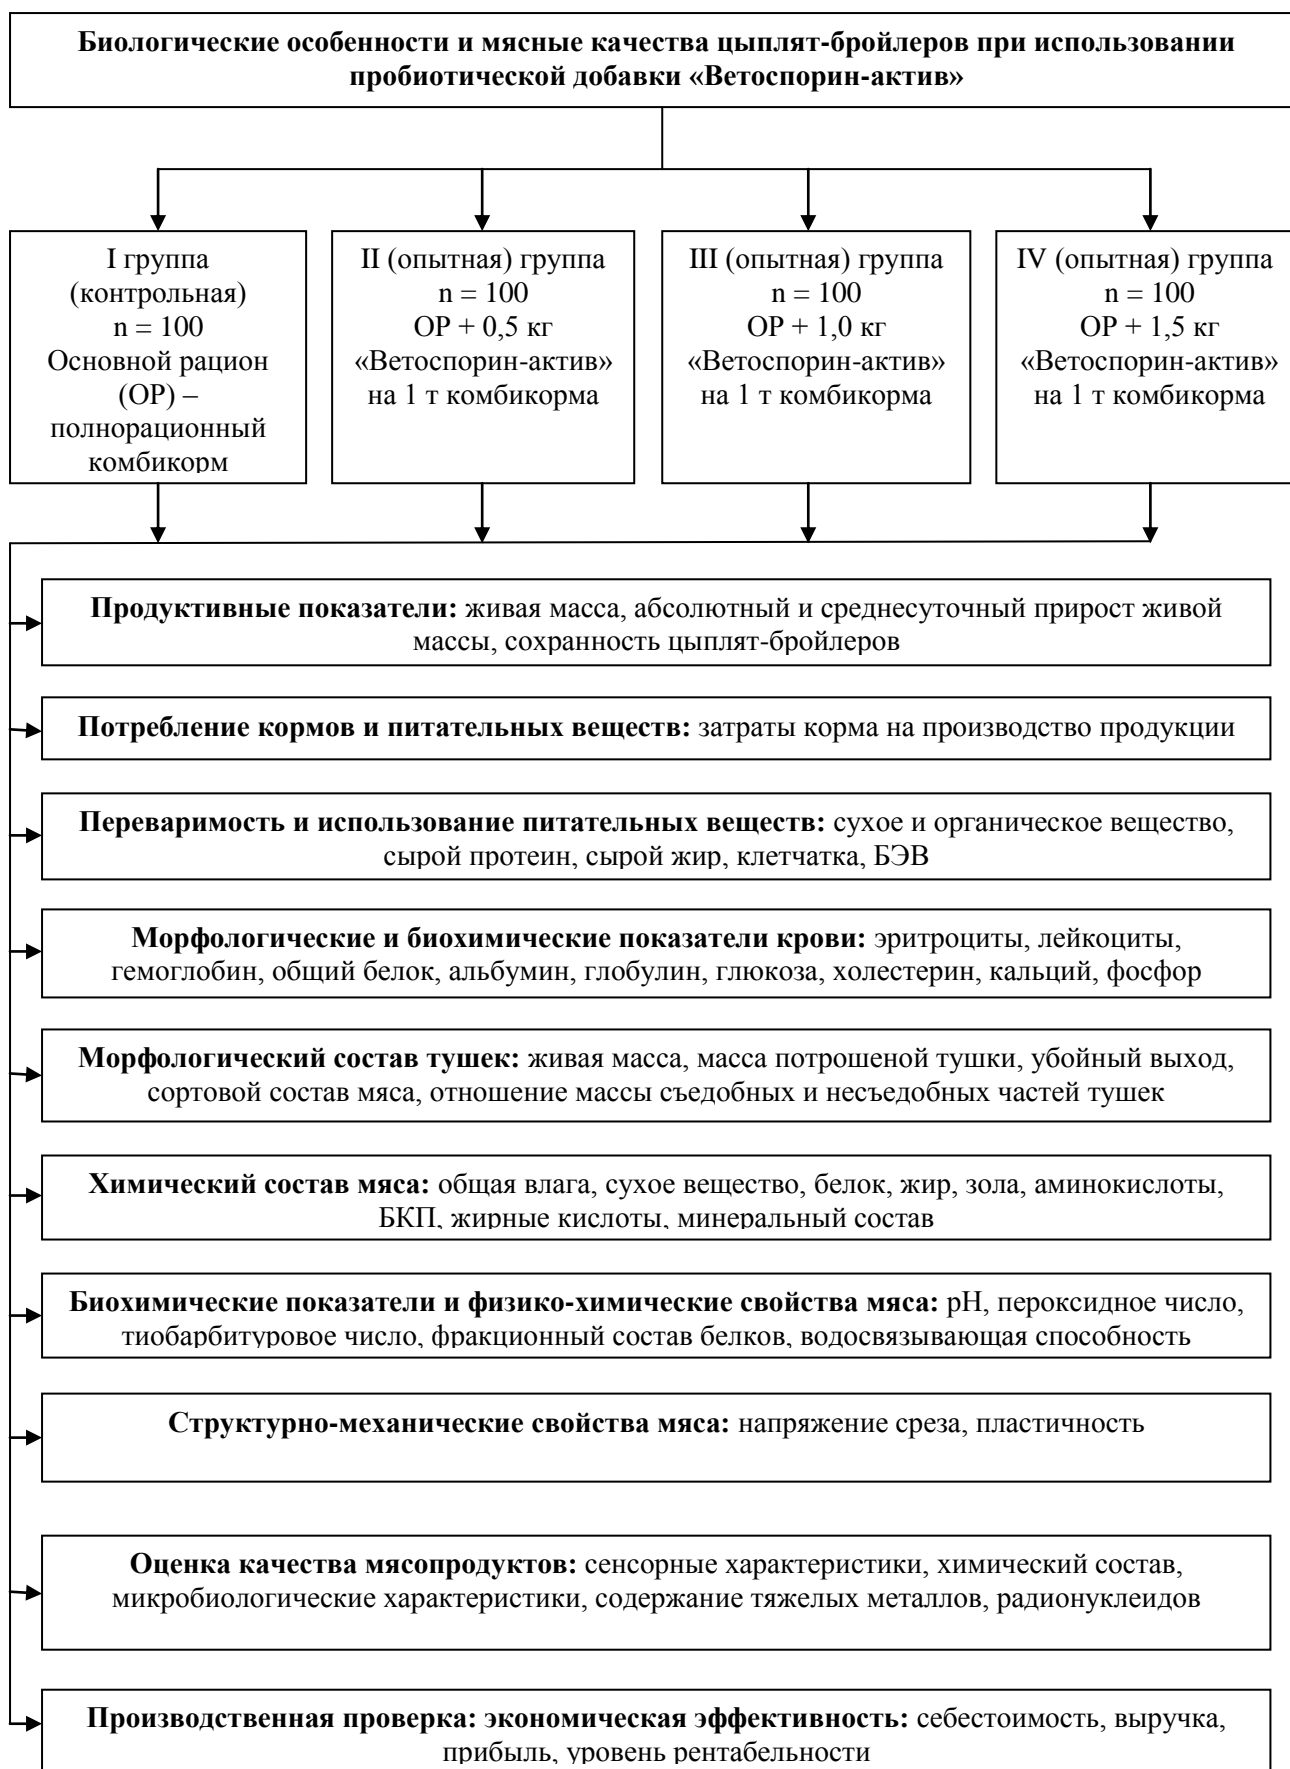 Биологические особенности и мясные качества цыплят-бройлеров при использовании
пробиотической добавки «Ветоспорин-актив»
I группа
(контрольная)
n = 100
Основной рацион
(ОР) –
полнорационный
комбикорм
II (опытная) группа
n = 100
ОР + 0,5 кг
«Ветоспорин-актив»
на 1 т комбикорма
III (опытная) группа
n = 100
ОР + 1,0 кг
«Ветоспорин-актив»
на 1 т комбикорма
IV (опытная) группа
n = 100
ОР + 1,5 кг
«Ветоспорин-актив»
на 1 т комбикорма
Продуктивные показатели: живая масса, абсолютный и среднесуточный прирост живой
массы, сохранность цыплят-бройлеров
Потребление кормов и питательных веществ: затраты корма на производство продукции
Переваримость и использование питательных веществ: сухое и органическое вещество,
сырой протеин, сырой жир, клетчатка, БЭВ
Морфологические и биохимические показатели крови: эритроциты, лейкоциты,
гемоглобин, общий белок, альбумин, глобулин, глюкоза, холестерин, кальций, фосфор
Морфологический состав тушек: живая масса, масса потрошеной тушки, убойный выход,
сортовой состав мяса, отношение массы съедобных и несъедобных частей тушек
Химический состав мяса: общая влага, сухое вещество, белок, жир, зола, аминокислоты,
БКП, жирные кислоты, минеральный состав
Биохимические показатели и физико-химические свойства мяса: рН, пероксидное число,
тиобарбитуровое число, фракционный состав белков, водосвязывающая способность
Структурно-механические свойства мяса: напряжение среза, пластичность
Оценка качества мясопродуктов: сенсорные характеристики, химический состав,
микробиологические характеристики, содержание тяжелых металлов, радионуклеидов
Производственная проверка: экономическая эффективность: себестоимость, выручка,
прибыль, уровень рентабельности